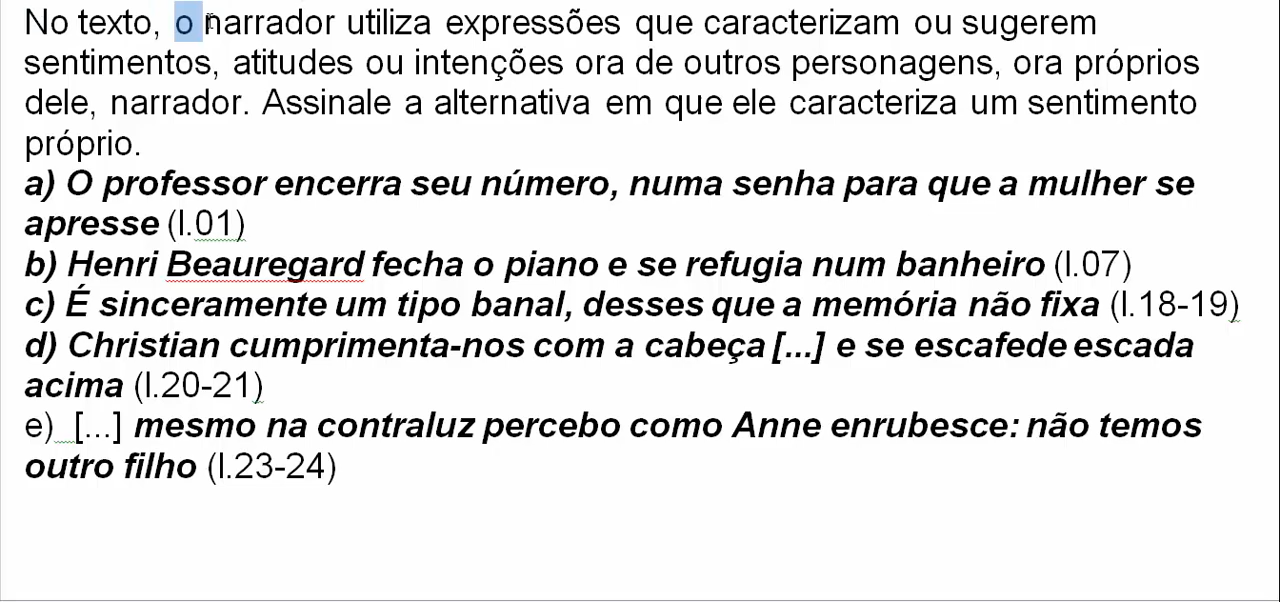 No texto, o narrador utiliza expressões que caracterizam ou sugerem
sentimentos, atitudes ou intenções ora de outros personagens, ora próprios
dele, narrador. Assinale a alternativa em que ele caracteriza um sentimento
próprio.
a) O professor encerra seu número, numa senha para que a mulher se
apresse (l.01)
b) Henri Beauregard fecha o piano e se refugia num banheiro (l.07)
c) É sinceramente um tipo banal, desses que a memória não fixa (l.18-19)
d) Christian cumprimenta-nos com a cabeça [...] e se escafede escada
acima (l.20-21)
e) [...] mesmo na contraluz percebo como Anne enrubesce: não temos
outro filho (l.23-24)